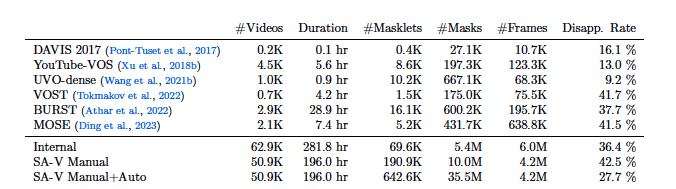 #Videos Duration #Masklets #Masks #Frames Disapp. Rate
DAVIS 2017 (Pont-Tuset et al., 2017) 0.2K 0.1 hr 0.4K 27.1K 10.7K 16.1 %
YouTube-VOS (Xu et al., 2018b) 4.5K 5.6 hr 8.6K 197.3K 123.3K 13.0 %
UVO-dense (Wang et al., 2021b) 1.0K 0.9 hr 10.2K 667.1K 68.3K 9.2 %
VOST (Tokmakov et al., 2022) 0.7K 4.2 hr 1.5K 175.0K 75.5K 41.7 %
BURST (Athar et al., 2022) 2.9K 28.9 hr 16.1K 600.2K 195.7K 37.7 %
MOSE (Ding et al., 2023) 2.1K 7.4 hr 5.2K 431.7K 638.8K 41.5 %
Internal 62.9K 281.8 hr 69.6K 5.4M 6.0M 36.4 %
SA-V Manual 50.9K 196.0 hr 190.9K 10.0M 4.2M 42.5 %
SA-V Manual+Auto 50.9K 196.0 hr 642.6K 35.5M 4.2M 27.7 %